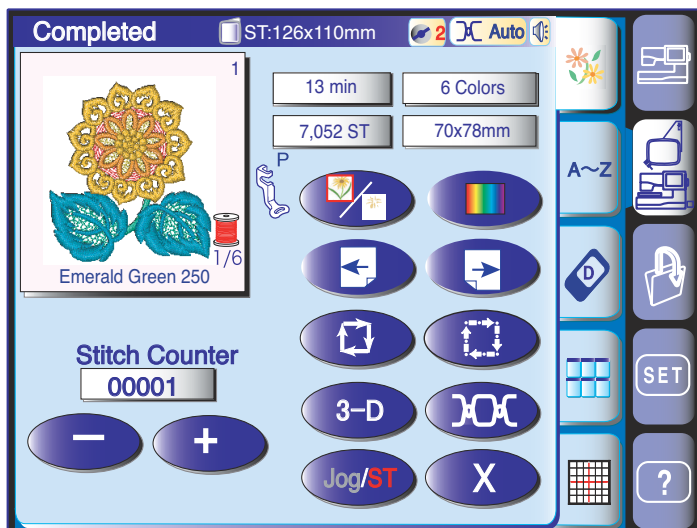 Completed ST:126x110mm 2 Auto
1
13 min 6 Colors
7,052 ST 70x78mm
P
A~Z
1/6
Emerald Green 250
D
Stitch Counter
00001
3-D
SET
Jog/ST X
?